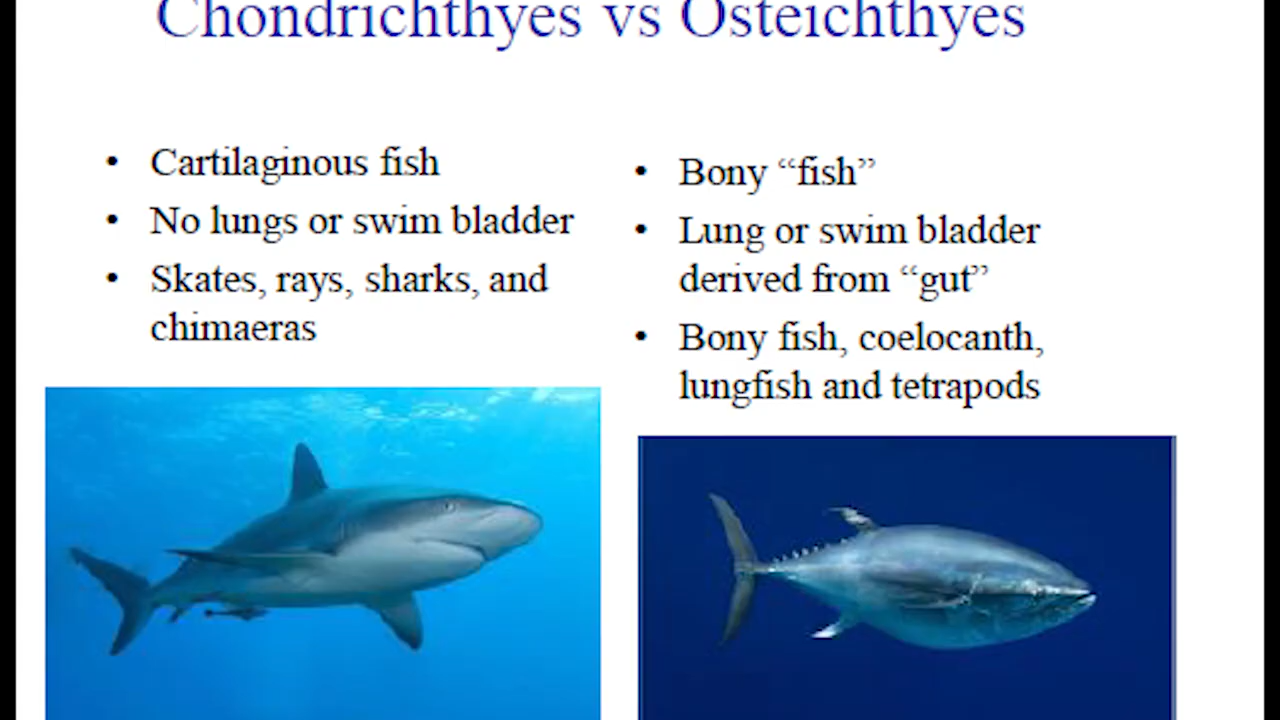 Chondrichthyes vs Osteichthyes
• Cartilaginous fish
• No lungs or swim bladder
• Skates, rays, sharks, and
chimaeras
• Bony “fish”
• Lung or swim bladder
derived from “gut”
• Bony fish, coelocanth,
lungfish and tetrapods